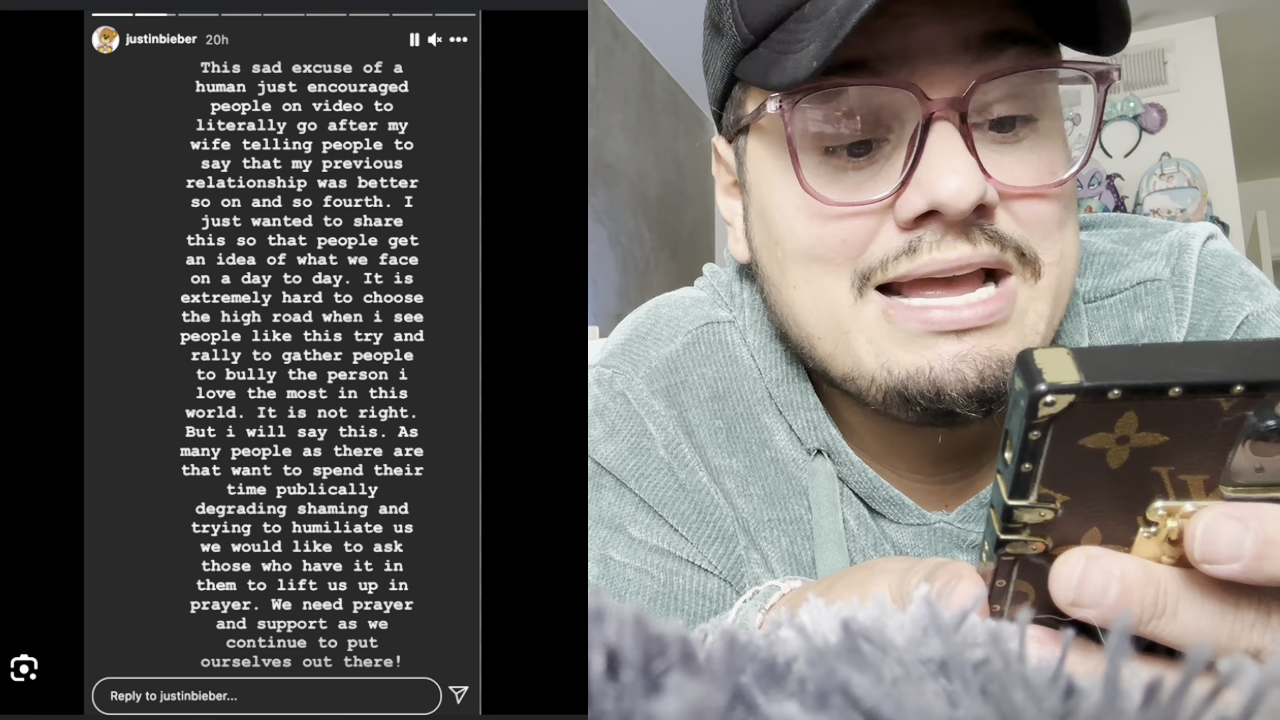 justinbieber 20h
This sad excuse of a
human just encouraged
people on video to
literally go after my
wife telling people to
say that my previous
relationship was better
so on and so fourth. I
just wanted to share
this so that people get
an idea of what we face
on a day to day. It is
extremely hard to choose
the high road when i see
people like this try and
rally to gather people
to bully the person i
love the most in this
world. It is not right.
But i will say this. As
many people as there are
that want to spend their
time publically
degrading shaming and
trying to humiliate us
we would like to ask
those who have it in
them to lift us up in
prayer. We need prayer
and support as we
continue to put
ourselves out there!
Reply to justinbieber...